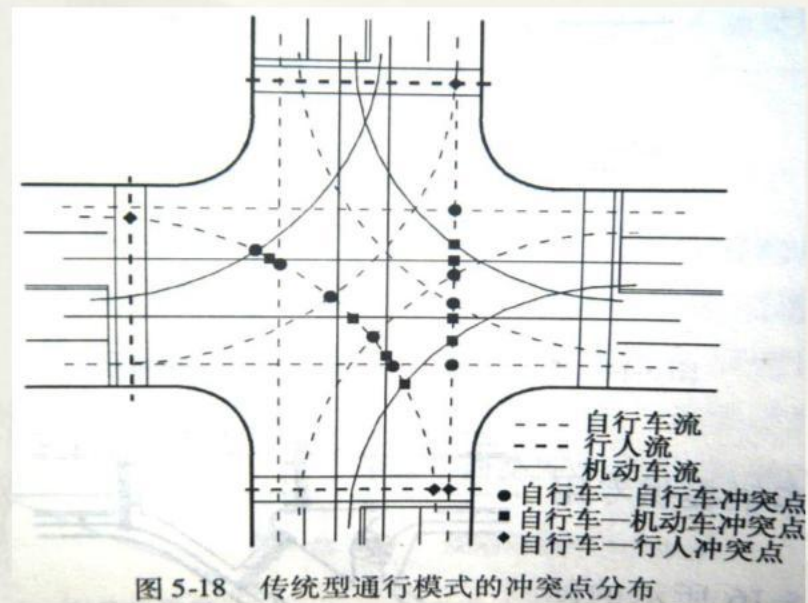 自行车流
行人流
机动车流
自行车—自行车冲突点
自行车—机动车冲突点
自行车—行人冲突点
图 5-18 传统型通行模式的冲突点分布